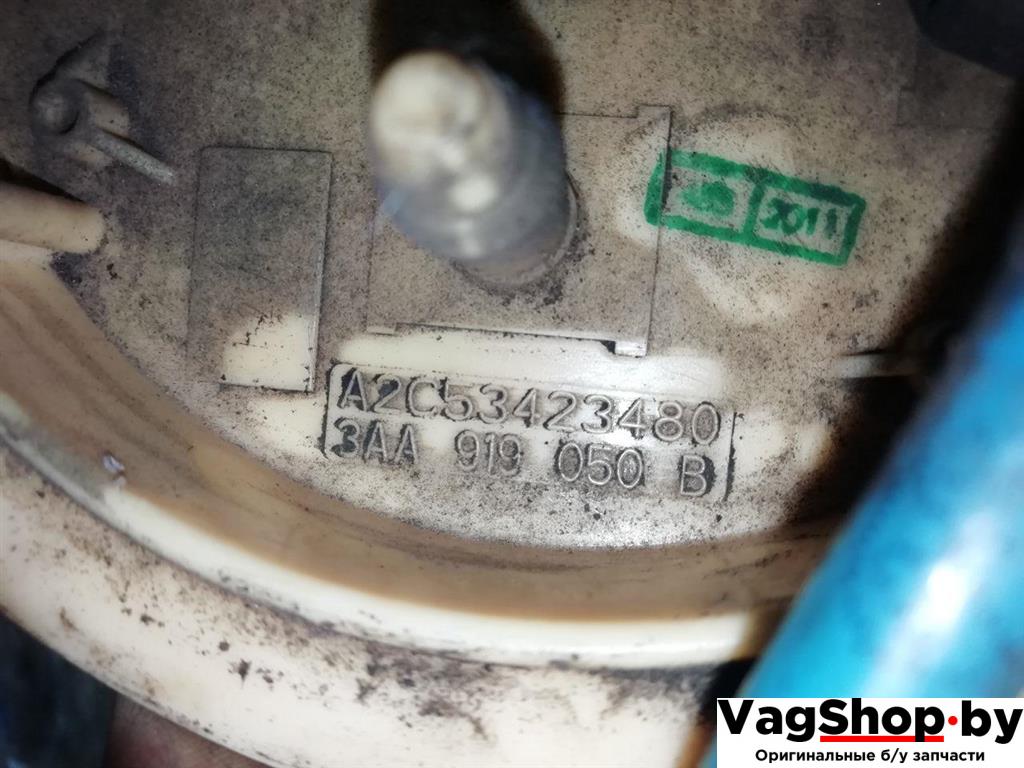 2011
A2C53423480
3AA 919 050 B
VagShop.by
Оригинальные б/у запчасти